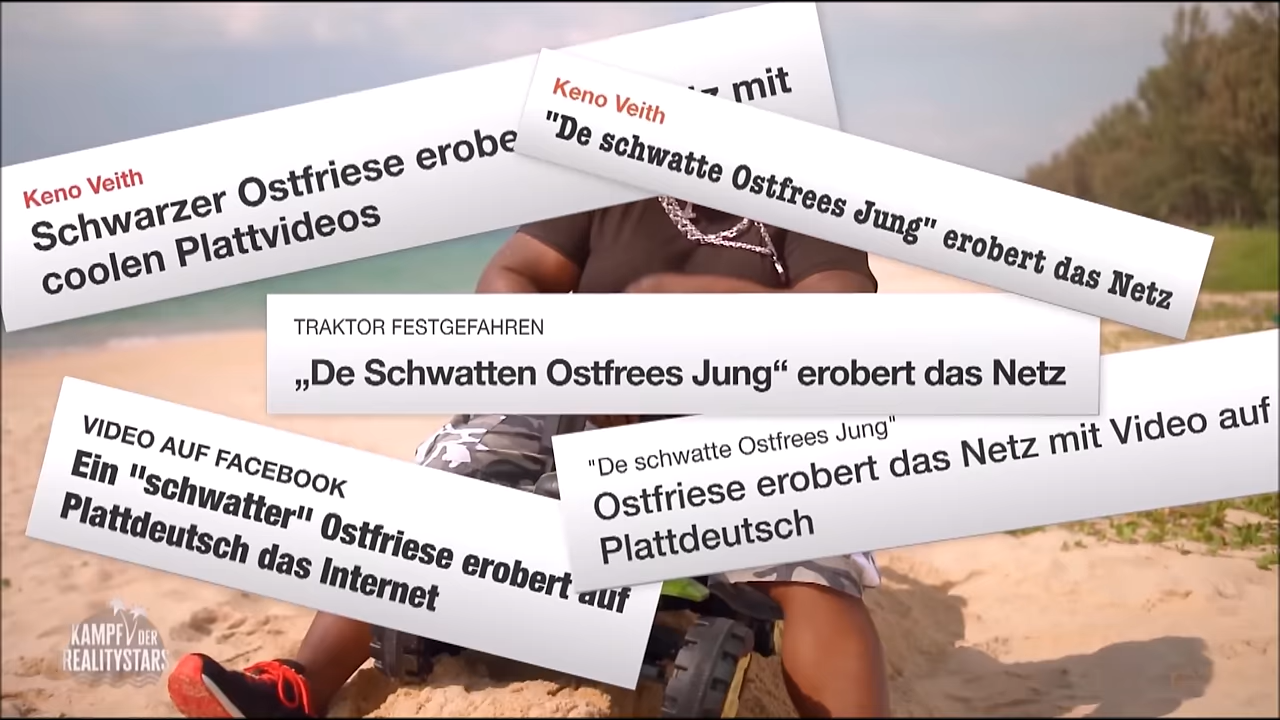 Keno Veith
Schwarzer Ostfriese erobe
mit
coolen Plattvideos
Keno Veith
"De schwatte Ostfrees Jung" erobert das Netz
TRAKTOR FESTGEFAHREN
„De Schwatten Ostfrees Jung“ erobert das Netz
VIDEO AUF FACEBOOK
Ein "schwatter" Ostfriese erobert auf
Plattdeutsch das Internet
"De schwatte Ostfrees Jung"
Ostfriese erobert das Netz mit Video auf
Plattdeutsch
KAMPF DER
REALITYSTARS